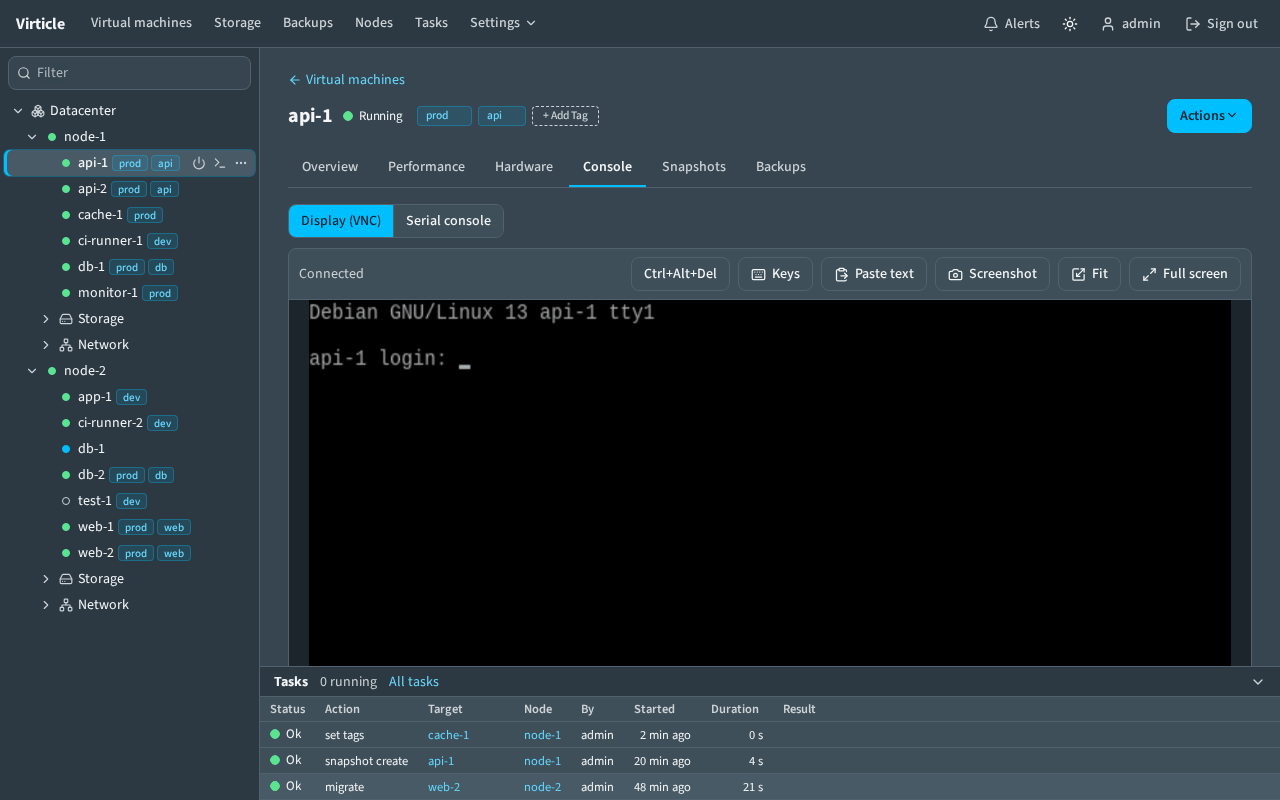 Virticle Virtual machines Storage Backups Nodes Tasks Settings Alerts admin Sign out
Filter
Datacenter
node-1
api-1 prod api
api-2 prod api
cache-1 prod
ci-runner-1 dev
db-1 prod db
monitor-1 prod
Storage
Network
node-2
app-1 dev
ci-runner-2 dev
db-1
db-2 prod db
test-1 dev
web-1 prod web
web-2 prod web
Storage
Network
Virtual machines
api-1 Running prod api + Add Tag Actions
Overview Performance Hardware Console Snapshots Backups
Display (VNC) Serial console
Connected Ctrl+Alt+Del Keys Paste text Screenshot Fit Full screen
Debian GNU/Linux 13 api-1 tty1
api-1 login: _
Tasks 0 running All tasks
Status Action Target Node By Started Duration Result
Ok set tags cache-1 node-1 admin 2 min ago 0 s
Ok snapshot create api-1 node-1 admin 20 min ago 4 s
Ok migrate web-2 node-2 admin 48 min ago 21 s